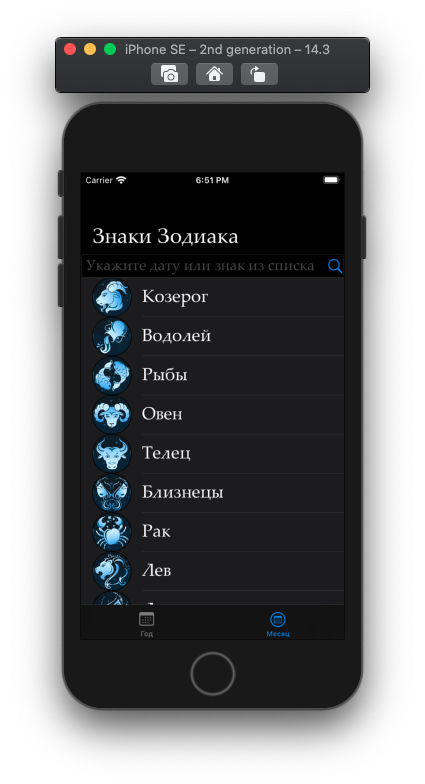 iPhone SE – 2nd generation – 14.3
Carrier 6:51 PM
Знаки Зодиака
Укажите дату или знак из списка
Козерог
Водолей
Рыбы
Овен
Телец
Близнецы
Рак
Лев
Год Месяц